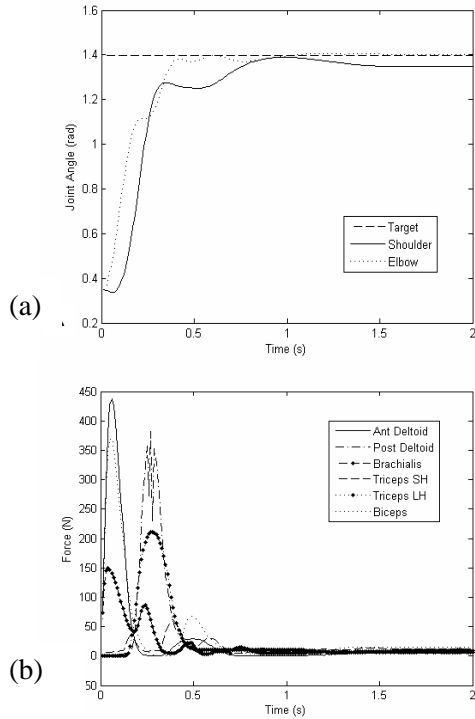 1.6
1.4
1.2
1
0.8
0.6
0.4
0.2
Joint Angle (rad)
Target
Shoulder
Elbow
0 0.5 1 1.5 2
Time (s)
(a)
450
400
350
300
250
200
150
100
50
0
50
Force (N)
Ant Deltoid
Post Deltoid
Brachialis
Triceps SH
Triceps LH
Biceps
0 0.5 1 1.5 2
Time (s)
(b)